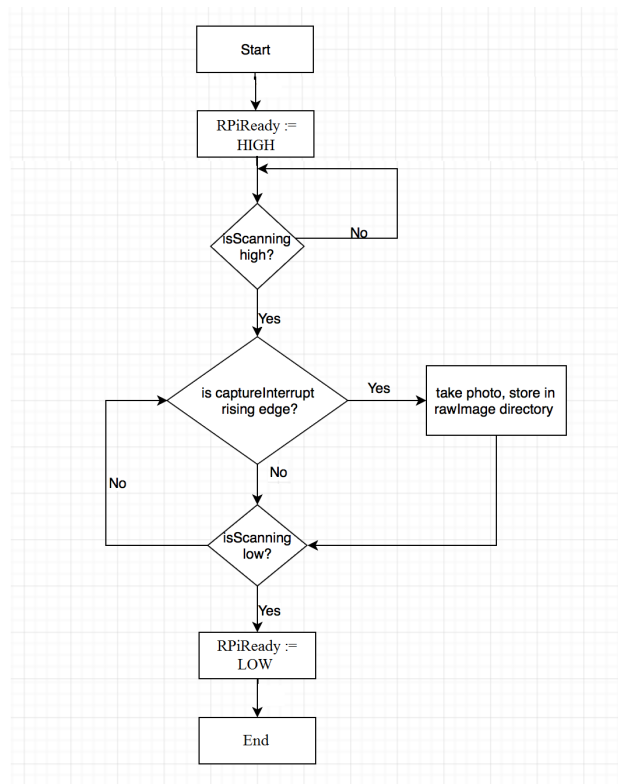 Start
RPiReady :=
HIGH
isScanning
high?
No
Yes
is captureInterrupt
rising edge?
Yes
take photo, store in
rawImage directory
No
No
isScanning
low?
Yes
RPiReady :=
LOW
End